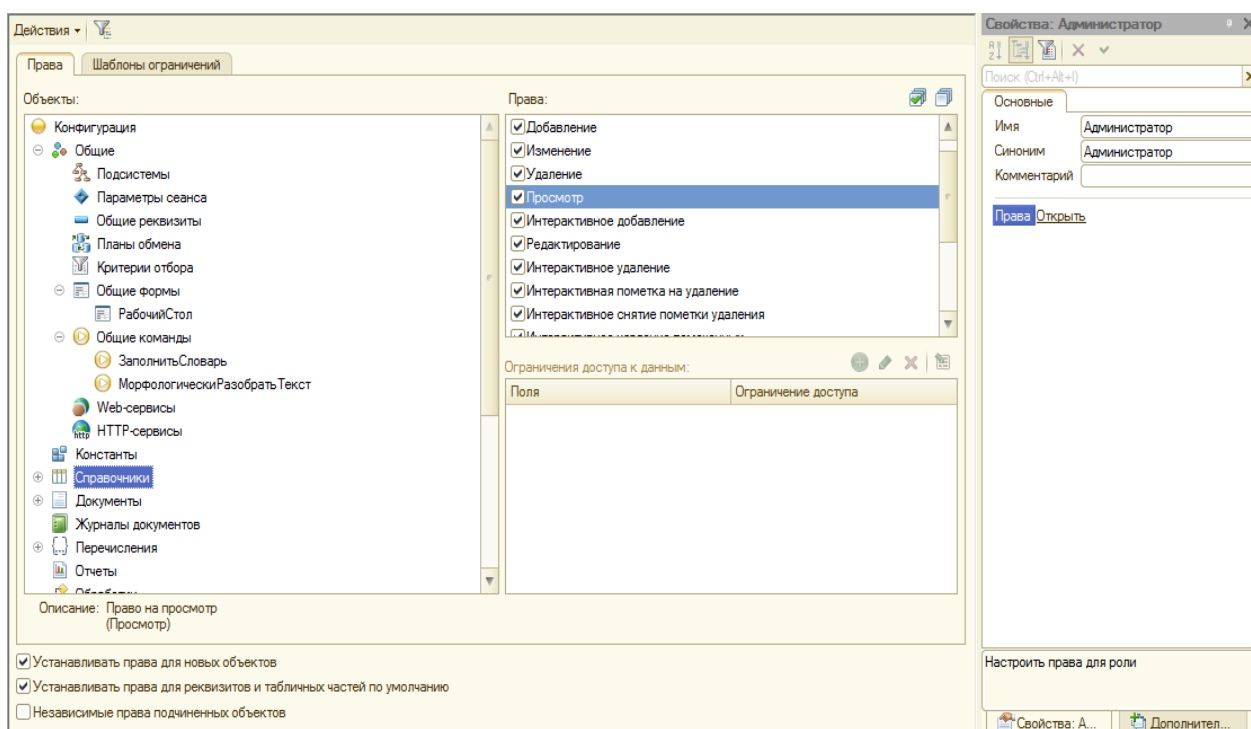 Действия
Права
Шаблоны ограничений
Объекты:
Конфигурация
Общие
Подсистемы
Параметры сеанса
Общие реквизиты
Планы обмена
Критерии отбора
Общие формы
РабочийСтол
Общие команды
ЗаполнитьСловарь
МорфологическиРазобратьТекст
Web-сервисы
HTTP-сервисы
Константы
Справочники
Документы
Журналы документов
Перечисления
Отчеты
Описание: Право на просмотр
(Просмотр)
Права:
Добавление
Изменение
Удаление
Просмотр
Интерактивное добавление
Редактирование
Интерактивное удаление
Интерактивная пометка на удаление
Интерактивное снятие пометки удаления
Ограничения доступа к данным:
Поля
Ограничение доступа
Устанавливать права для новых объектов
Устанавливать права для реквизитов и табличных частей по умолчанию
Независимые права подчиненных объектов
Свойства: Администратор
Поиск (Ctrl+Alt+I)
Основные
Имя Администратор
Синоним Администратор
Комментарий
Права Открыть
Настроить права для роли
Свойства: А...
Дополнител...